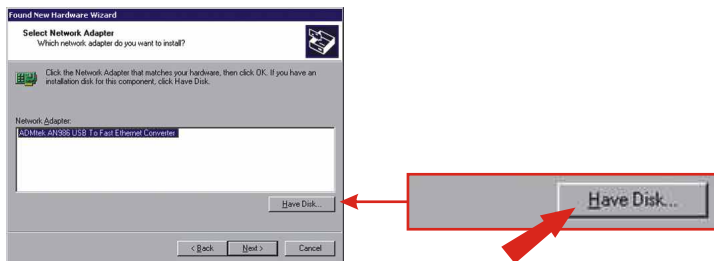 Found New Hardware Wizard
Select Network Adapter
Which network adapter do you want to install?
Click the Network Adapter that matches your hardware, then click OK. If you have an
installation disk for this component, click Have Disk.
Network Adapter:
ADMtek AN986 USB To Fast Ethernet Converter
Have Disk...
Have Disk...
< Back
Next >
Cancel